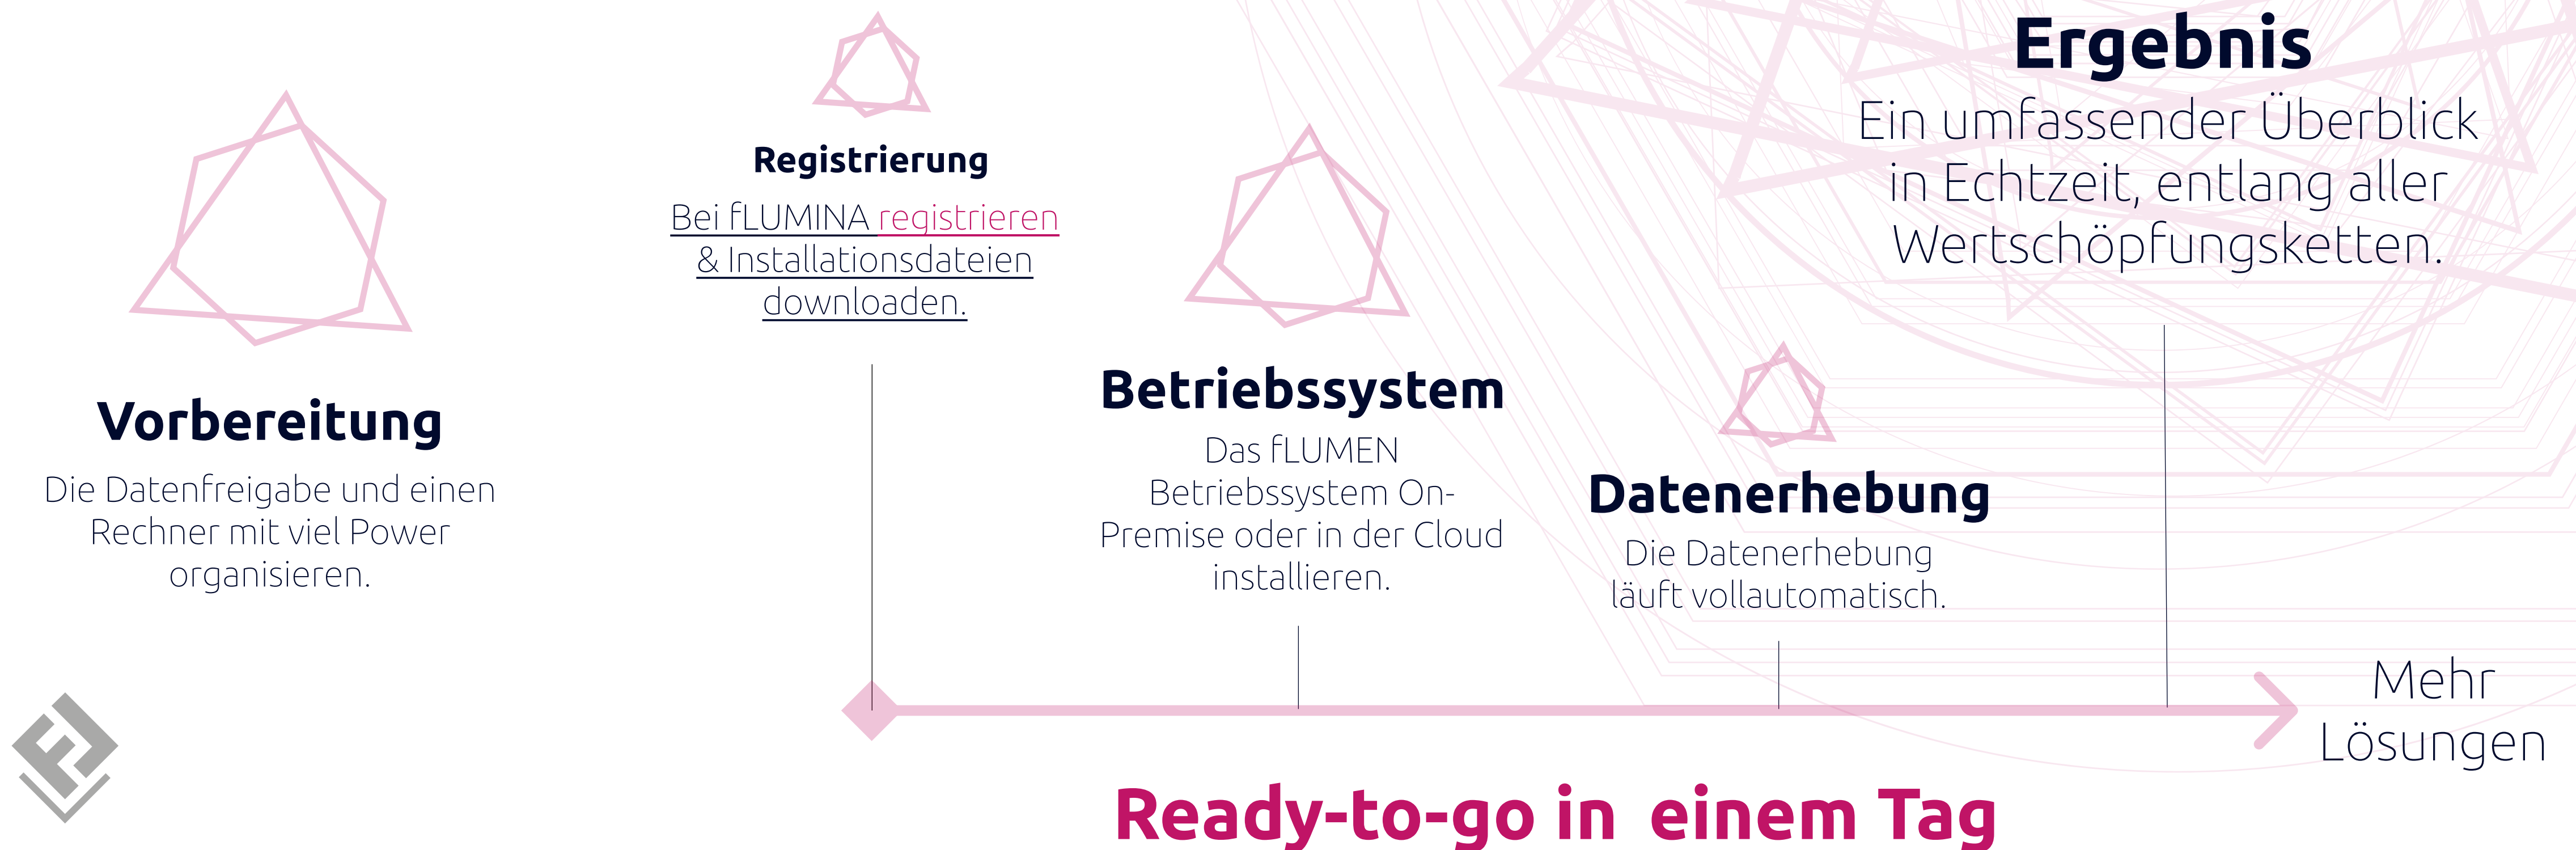 Vorbereitung
Die Datenfreigabe und einen
Rechner mit viel Power
organisieren.
Registrierung
Bei fLUMINA registrieren
& Installationsdateien
downloaden.
Betriebssystem
Das fLUMEN
Betriebssystem On-
Premise oder in der Cloud
installieren.
Datenerhebung
Die Datenerhebung
läuft vollautomatisch.
Ergebnis
Ein umfassender Überblick
in Echtzeit, entlang aller
Wertschöpfungsketten.
Mehr
Lösungen
Ready-to-go in einem Tag